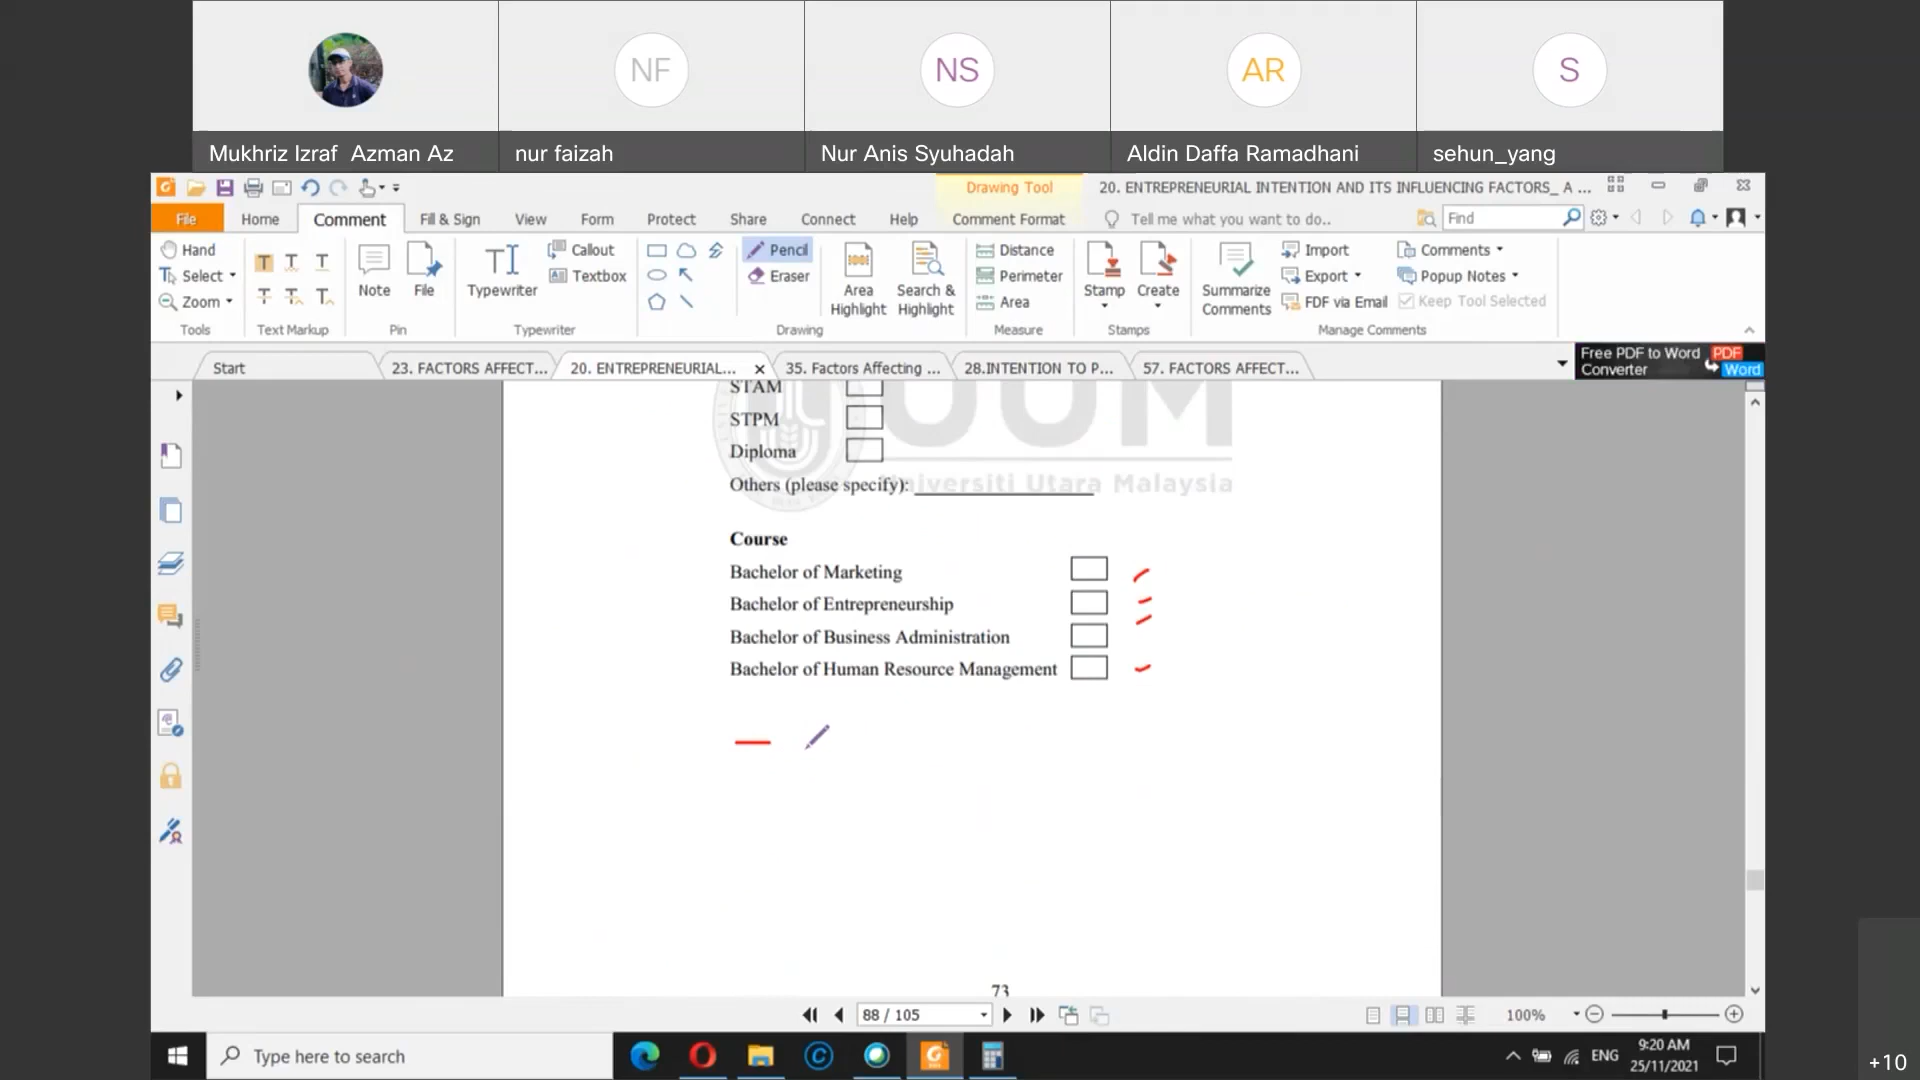 NF
NS
AR
S
Mukhriz Izraf Azman Az
nur faizah
Nur Anis Syuhadah
Aldin Daffa Ramadhani
sehun_yang
Drawing Tool
20. ENTREPRENEURIAL INTENTION AND ITS INFLUENCING FACTORS_ A ...
File
Home
Comment
Fill & Sign
View
Form
Protect
Share
Connect
Help
Comment Format
Tell me what you want to do..
Find
Hand
Select
Zoom
Tools
Text Markup
Note
File
Pin
Typewriter
Callout
Textbox
Typewriter
Pencil
Eraser
Area
Highlight
Search &
Highlight
Drawing
Distance
Perimeter
Area
Measure
Stamp
Create
Stamps
Summarize
Comments
Import
Export
FDF via Email
Comments
Popup Notes
Keep Tool Selected
Manage Comments
Start
23. FACTORS AFFECT...
20. ENTREPRENEURIAL...
35. Factors Affecting ...
28.INTENTION TO P...
57. FACTORS AFFECT...
Free PDF to Word
Converter
PDF
Word
STAM
STPM
Diploma
Others (please specify):
UUM
Universiti Utara Malaysia
Course
Bachelor of Marketing
Bachelor of Entrepreneurship
Bachelor of Business Administration
Bachelor of Human Resource Management
73
88 / 105
100%
Type here to search
ENG
9:20 AM
25/11/2021
+10